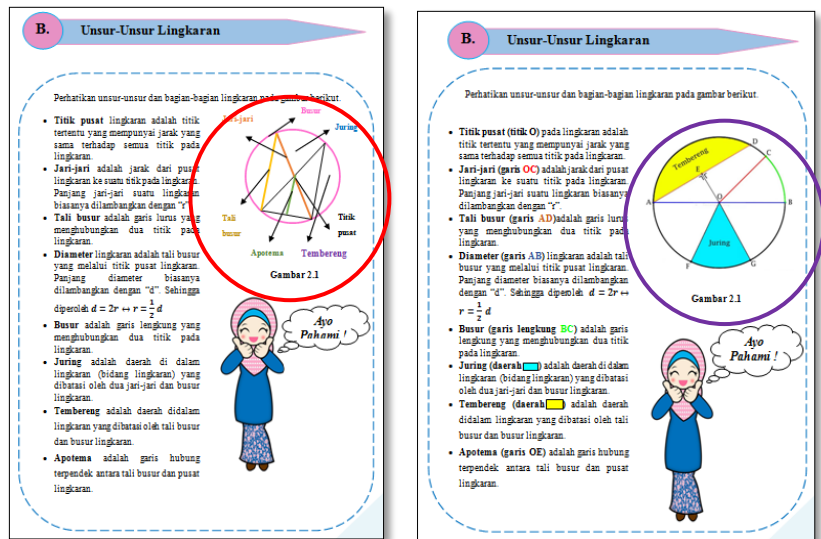 B.
Unsur-Unsur Lingkaran
Perhatikan unsur-unsur dan bagian-bagian lingkaran pada gambar berikut.
• Titik pusat lingkaran adalah titik
tertentu yang mempunyai jarak yang
sama terhadap semua titik pada
lingkaran.
• Jari-jari adalah jarak dari pusat
lingkaran ke suatu titik pada lingkaran.
Panjang jari-jari suatu lingkaran
biasanya dilambangkan dengan “r”.
• Tali busur adalah garis lurus yang
menghubungkan dua titik pada
lingkaran.
• Diameter lingkaran adalah tali busur
yang melalui titik pusat lingkaran.
Panjang diameter biasanya
dilambangkan dengan “d”. Sehingga
diperoleh d = 2r ↔ r = 1/2 d
• Busur adalah garis lengkung yang
menghubungkan dua titik pada
lingkaran.
• Juring adalah daerah di dalam
lingkaran (bidang lingkaran) yang
dibatasi oleh dua jari-jari dan busur
lingkaran.
• Tembereng adalah daerah didalam
lingkaran yang dibatasi oleh tali busur
dan busur lingkaran.
• Apotema adalah garis hubung
terpendek antara tali busur dan pusat
lingkaran.
Jari-jari
Busur
Juring
Tali
busur
Titik
pusat
Apotema
Tembereng
Gambar 2.1
Ayo
Pahami !
B.
Unsur-Unsur Lingkaran
Perhatikan unsur-unsur dan bagian-bagian lingkaran pada gambar berikut.
• Titik pusat (titik O) pada lingkaran adalah
titik tertentu yang mempunyai jarak yang
sama terhadap semua titik pada lingkaran.
• Jari-jari (garis OC) adalah jarak dari pusat
lingkaran ke suatu titik pada lingkaran.
Panjang jari-jari suatu lingkaran biasanya
dilambangkan dengan “r”.
• Tali busur (garis AD)adalah garis lurus
yang menghubungkan dua titik pada
lingkaran.
• Diameter (garis AB) lingkaran adalah tali
busur yang melalui titik pusat lingkaran.
Panjang diameter biasanya dilambangkan
dengan “d”. Sehingga diperoleh d = 2r ↔
r = 1/2 d
• Busur (garis lengkung BC) adalah garis
lengkung yang menghubungkan dua titik
pada lingkaran.
• Juring (daerah ) adalah daerah di dalam
lingkaran (bidang lingkaran) yang dibatasi
oleh dua jari-jari dan busur lingkaran.
• Tembereng (daerah ) adalah daerah
didalam lingkaran yang dibatasi oleh tali
busur dan busur lingkaran.
• Apotema (garis OE) adalah garis hubung
terpendek antara tali busur dan pusat
lingkaran.
D
C
Tembereng
E
A
O
B
Juring
F
G
Gambar 2.1
Ayo
Pahami !